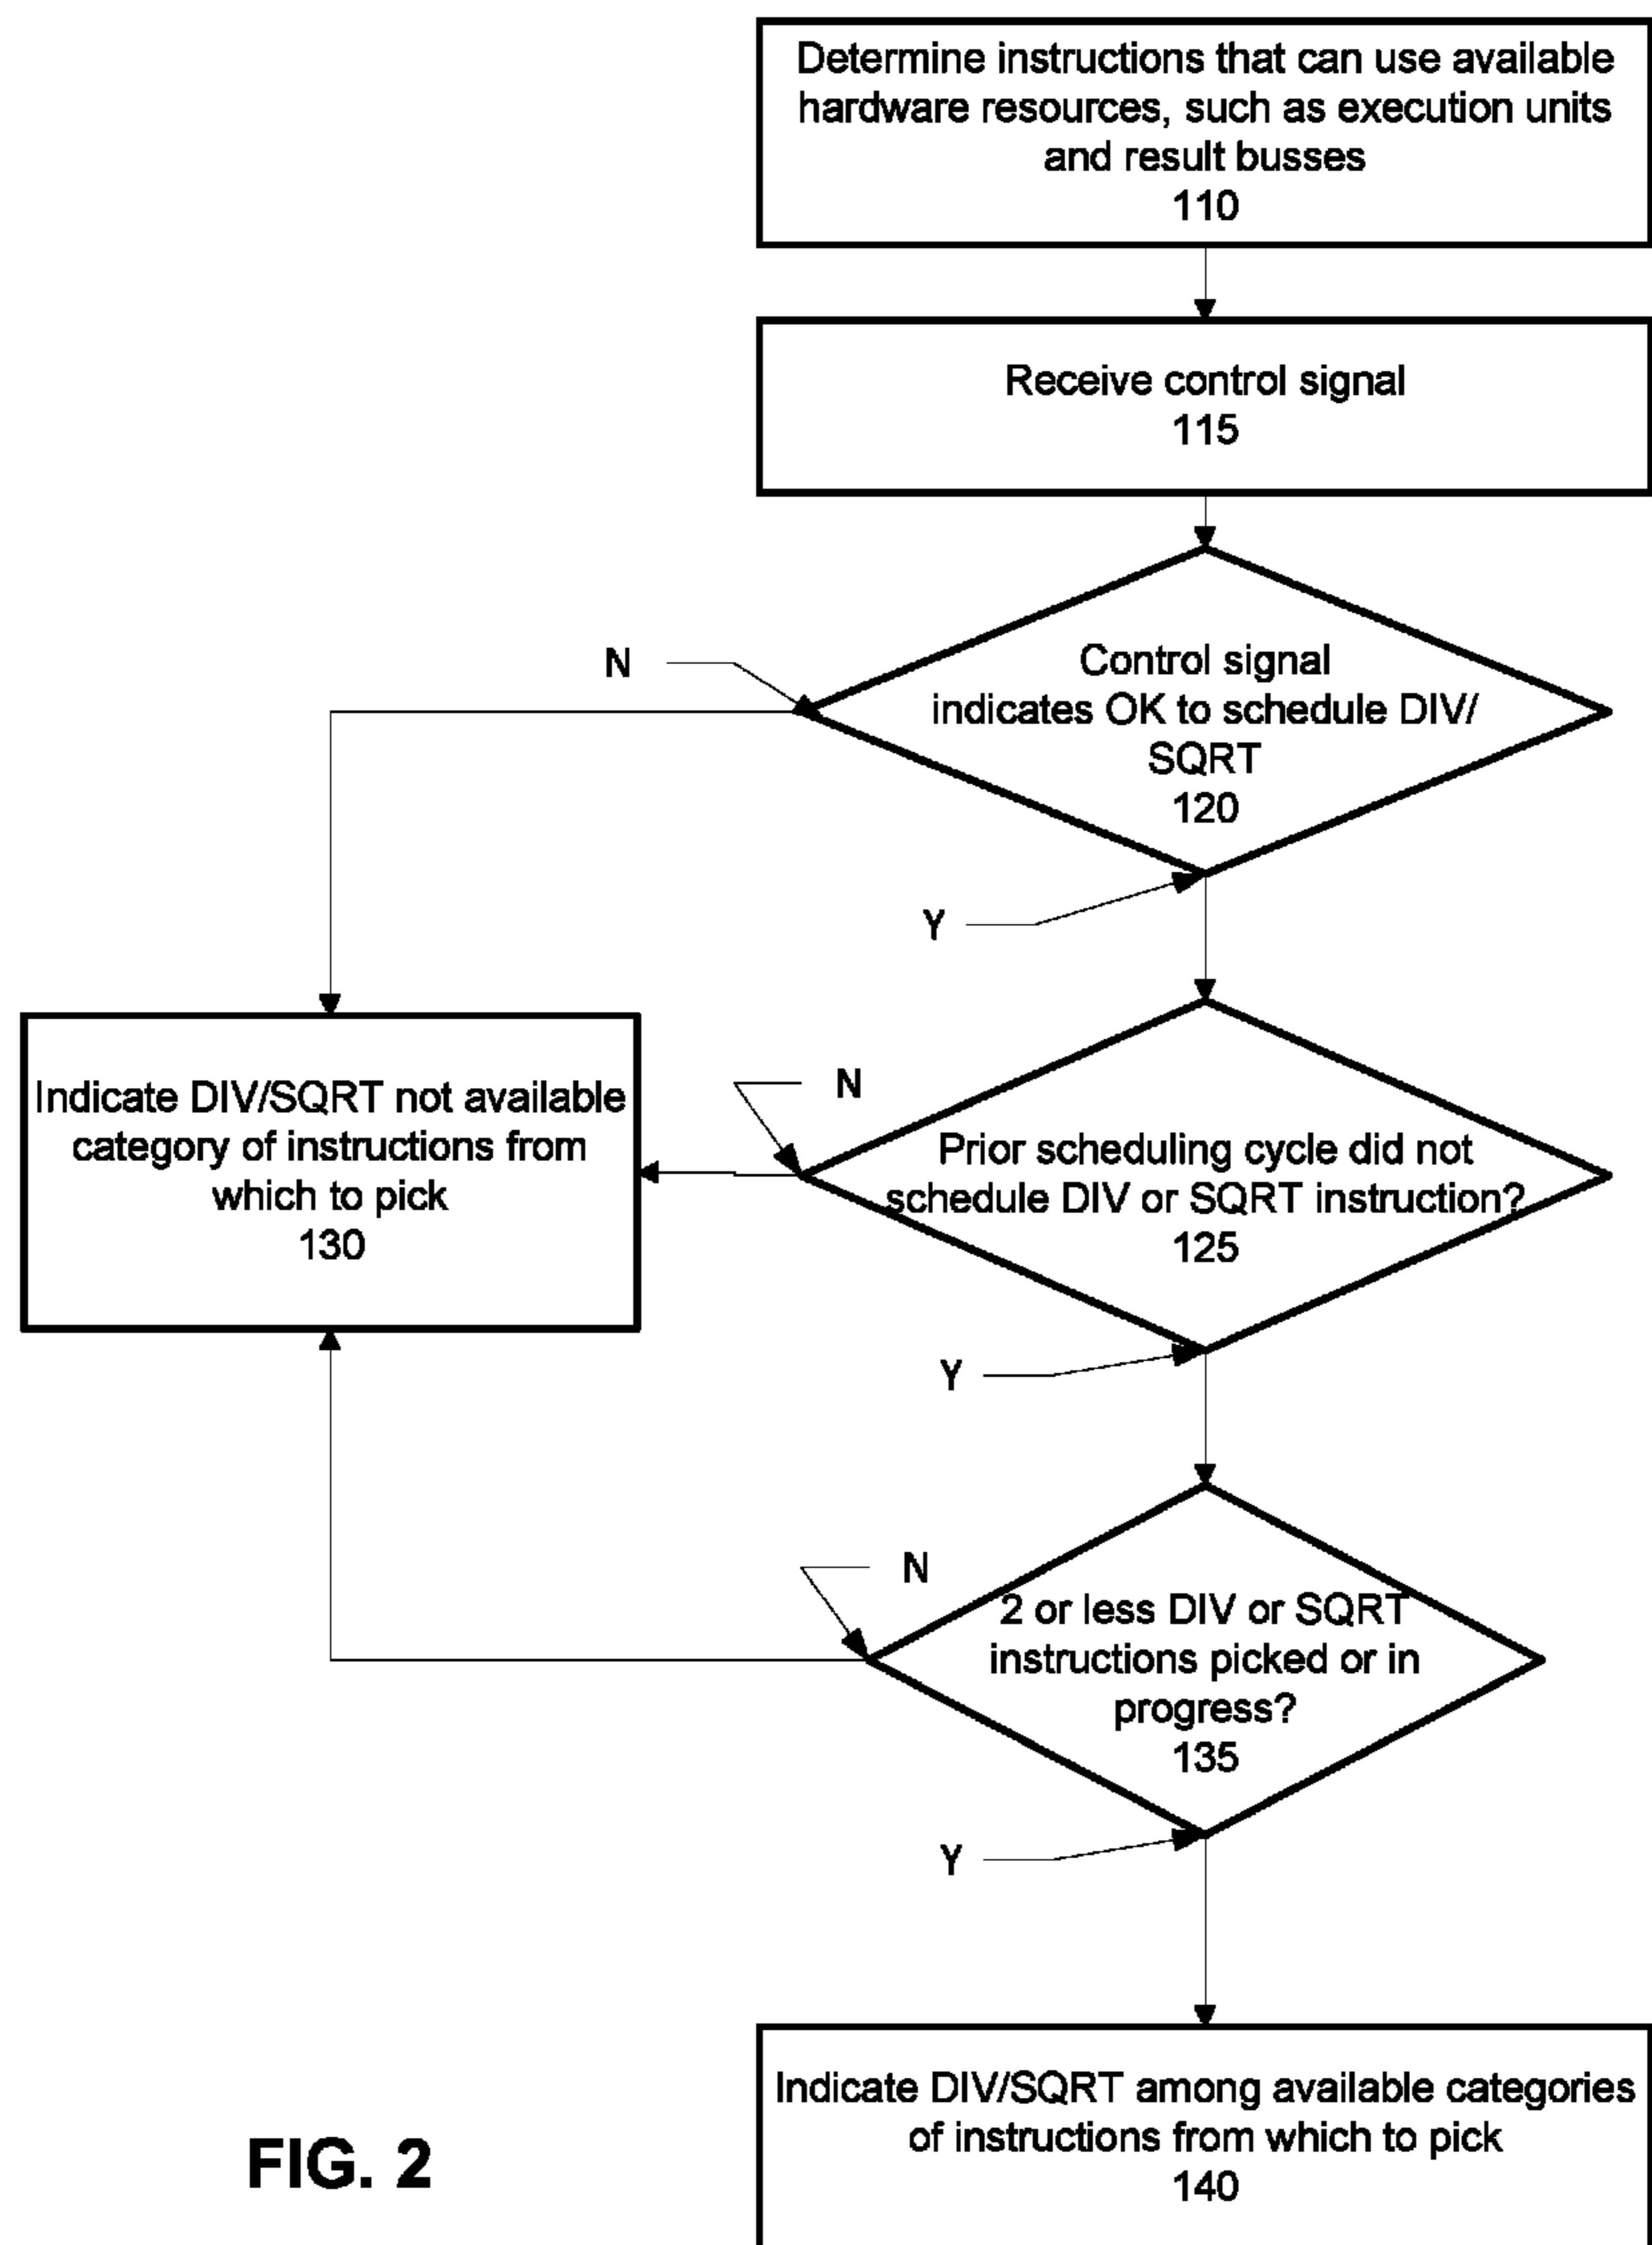 Determine instructions that can use available
hardware resources, such as execution units
and result busses
110
Receive control signal
115
Control signal
indicates OK to schedule DIV/
SQRT
120
N
Y
Indicate DIV/SQRT not available
category of instructions from
which to pick
130
N
Prior scheduling cycle did not
schedule DIV or SQRT instruction?
125
Y
N
2 or less DIV or SQRT
instructions picked or in
progress?
135
Y
Indicate DIV/SQRT among available categories
of instructions from which to pick
140
FIG. 2